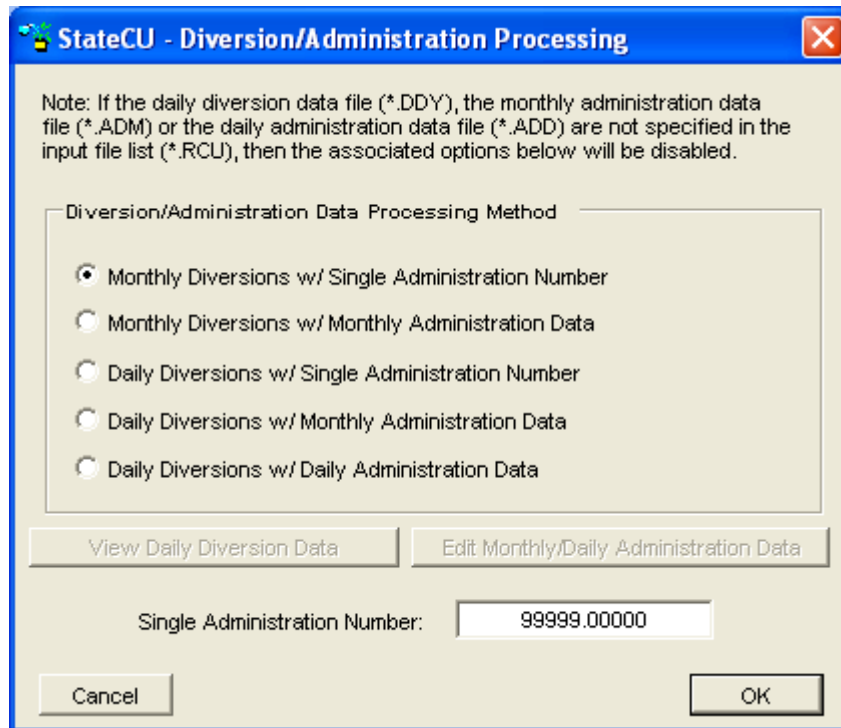 StateCU - Diversion/Administration Processing
Note: If the daily diversion data file (*.DDY), the monthly administration data
file (*.ADM) or the daily administration data file (*.ADD) are not specified in the
input file list (*.RCU), then the associated options below will be disabled.
Diversion/Administration Data Processing Method
Monthly Diversions w/ Single Administration Number
Monthly Diversions w/ Monthly Administration Data
Daily Diversions w/ Single Administration Number
Daily Diversions w/ Monthly Administration Data
Daily Diversions w/ Daily Administration Data
View Daily Diversion Data
Edit Monthly/Daily Administration Data
Single Administration Number:
99999.00000
Cancel
OK